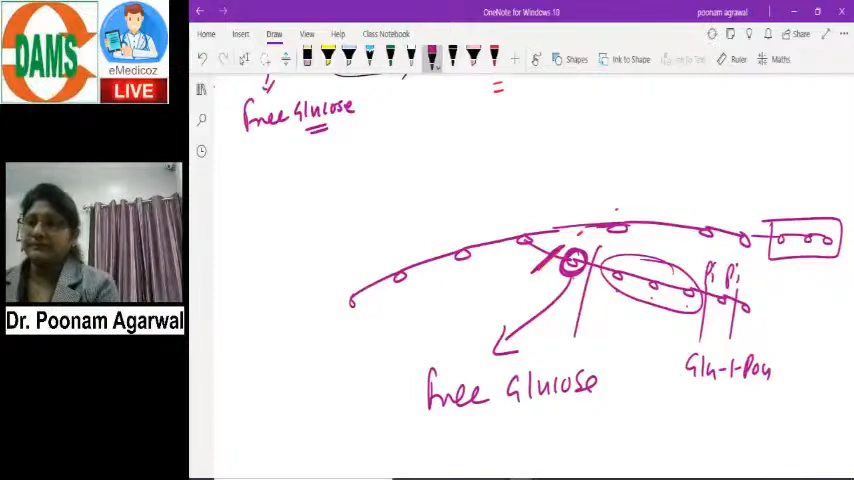 DAMS
eMedicoz
LIVE
Dr. Poonam Agarwal
OneNote for Windows 10
poonam agrawal
Home Insert Draw View Help Class Notebook
Share
Shapes Ink to Shape Ink to Text Ruler Maths
Free Glucose
Pi Pi
Glu-1-Po4
Free Glucose